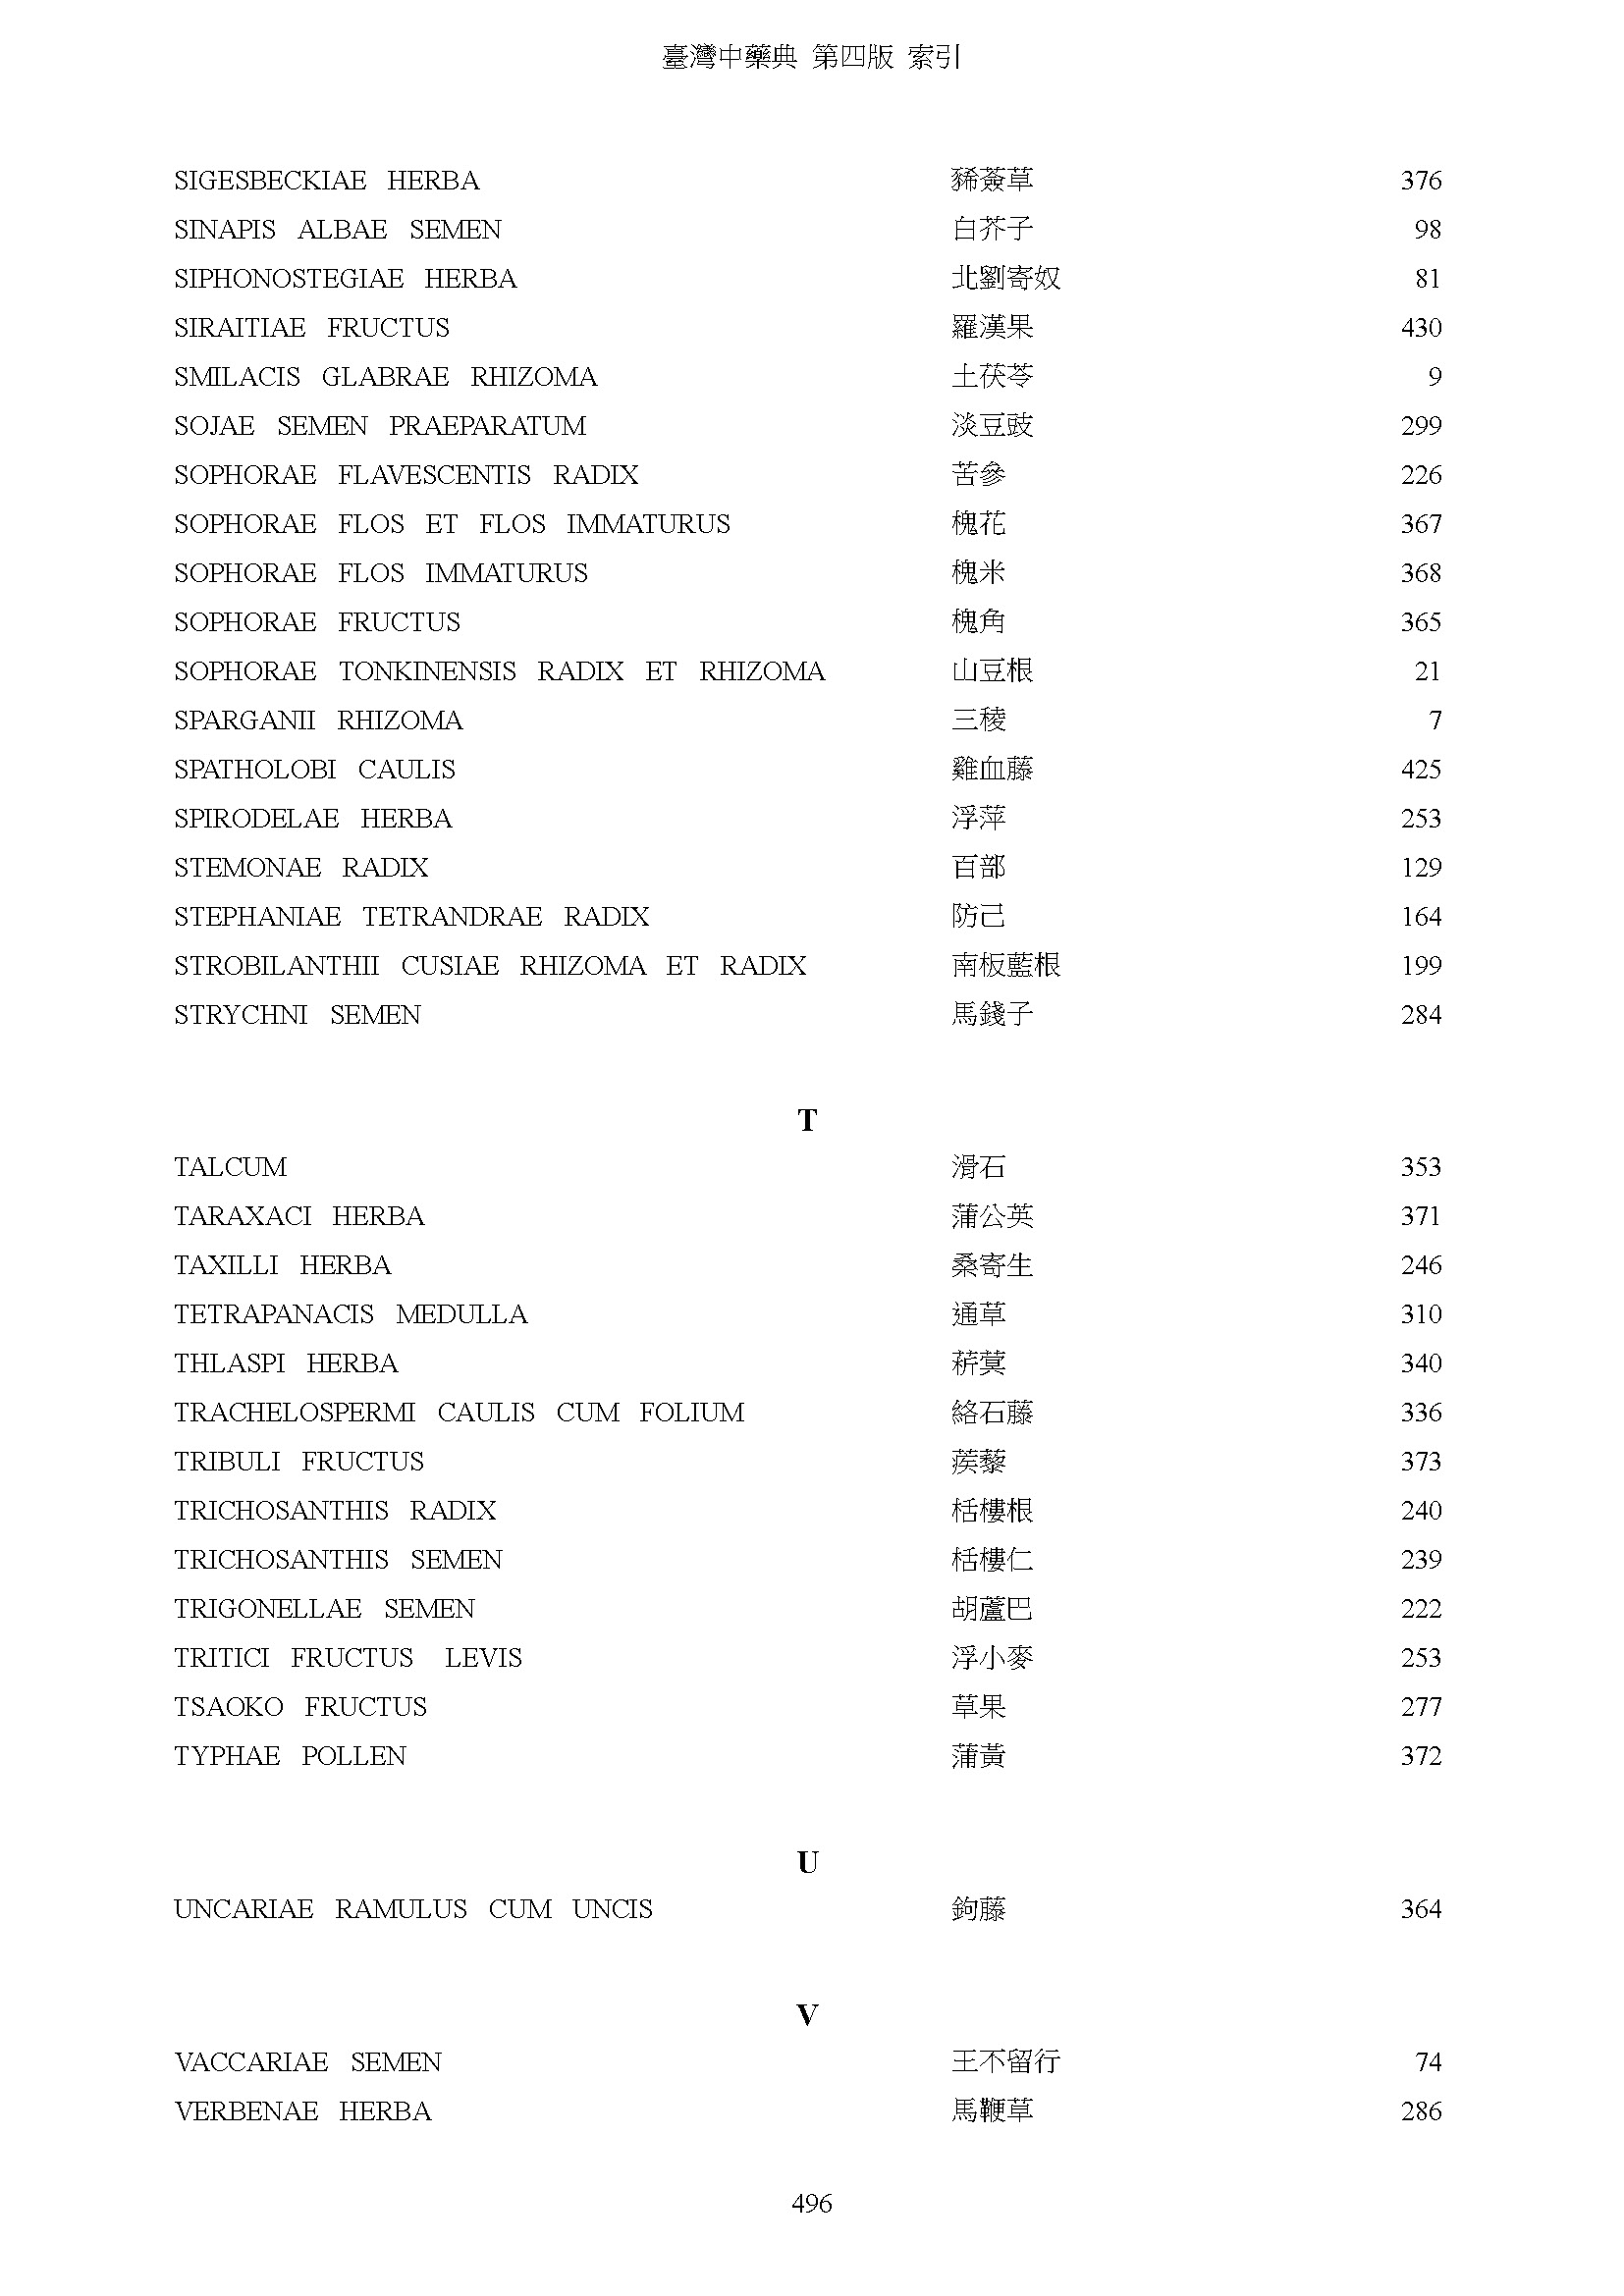 臺灣中藥典 第四版 索引
SIGESBECKIAE HERBA 豨薟草 376
SINAPIS ALBAE SEMEN 白芥子 98
SIPHONOSTEGIAE HERBA 北劉寄奴 81
SIRAITIAE FRUCTUS 羅漢果 430
SMILACIS GLABRAE RHIZOMA 土茯苓 9
SOJAE SEMEN PRAEPARATUM 淡豆豉 299
SOPHORAE FLAVESCENTIS RADIX 苦參 226
SOPHORAE FLOS ET FLOS IMMATURUS 槐花 367
SOPHORAE FLOS IMMATURUS 槐米 368
SOPHORAE FRUCTUS 槐角 365
SOPHORAE TONKINENSIS RADIX ET RHIZOMA 山豆根 21
SPARGANII RHIZOMA 三稜 7
SPATHOLOBI CAULIS 雞血藤 425
SPIRODELAE HERBA 浮萍 253
STEMONAE RADIX 百部 129
STEPHANIAE TETRANDRAE RADIX 防己 164
STROBILANTHII CUSIAE RHIZOMA ET RADIX 南板藍根 199
STRYCHNI SEMEN 馬錢子 284
T
TALCUM 滑石 353
TARAXACI HERBA 蒲公英 371
TAXILLI HERBA 桑寄生 246
TETRAPANACIS MEDULLA 通草 310
THLASPI HERBA 菥蓂 340
TRACHELOSPERMI CAULIS CUM FOLIUM 絡石藤 336
TRIBULI FRUCTUS 蒺藜 373
TRICHOSANTHIS RADIX 栝樓根 240
TRICHOSANTHIS SEMEN 栝樓仁 239
TRIGONELLAE SEMEN 胡蘆巴 222
TRITICI FRUCTUS LEVIS 浮小麥 253
TSAOKO FRUCTUS 草果 277
TYPHAE POLLEN 蒲黃 372
U
UNCARIAE RAMULUS CUM UNCIS 鉤藤 364
V
VACCARIAE SEMEN 王不留行 74
VERBENAE HERBA 馬鞭草 286
496